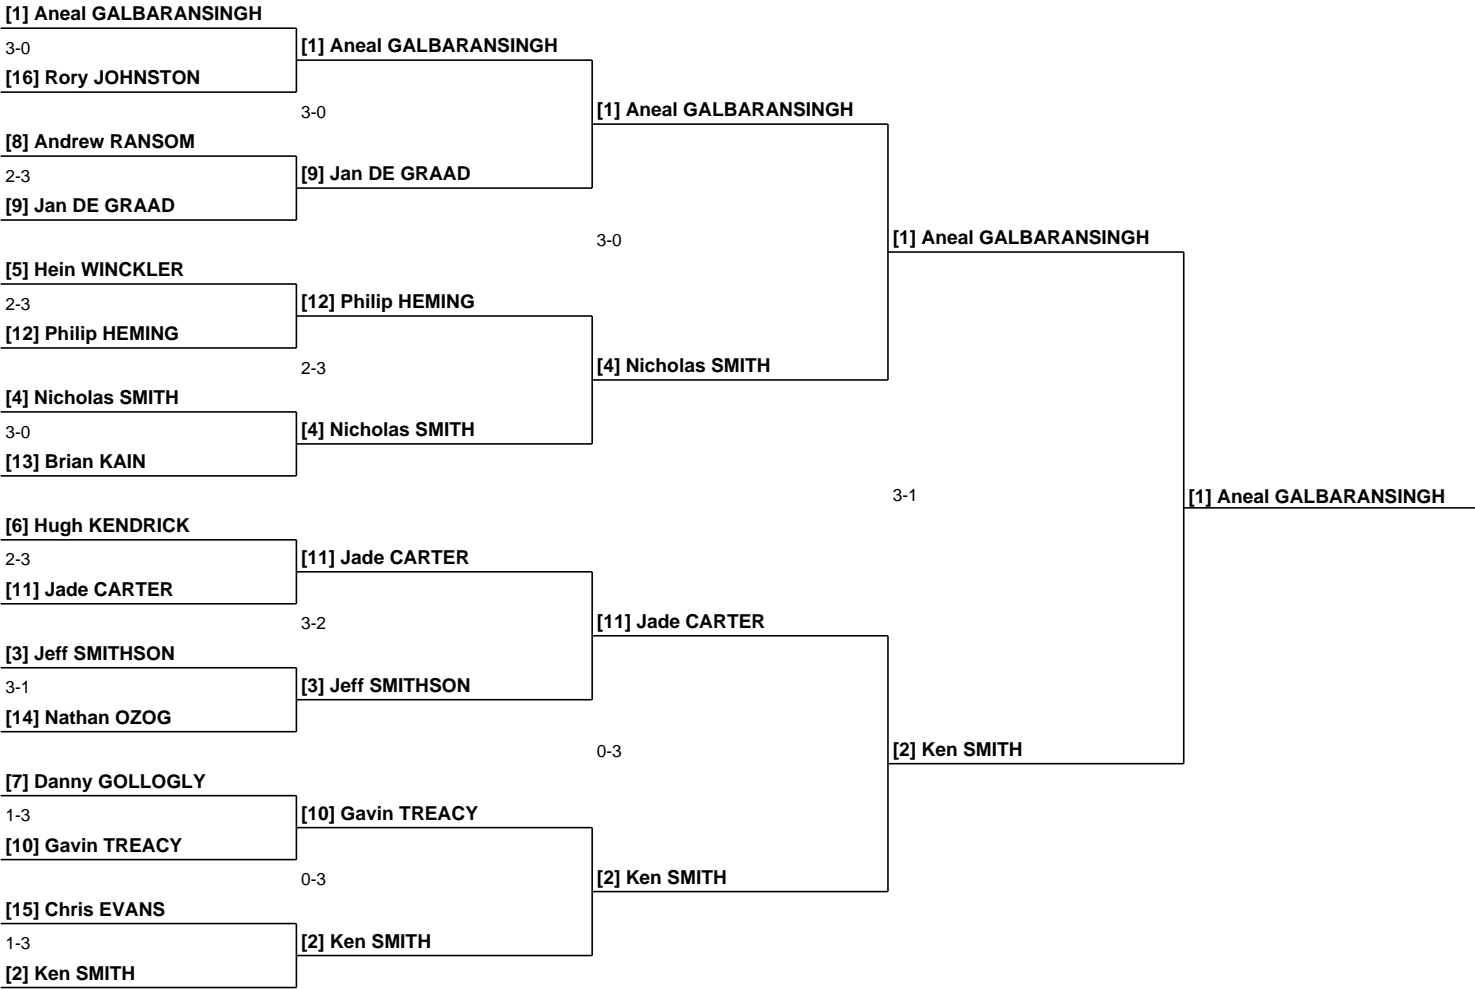 [1] Aneal GALBARANSINGH
3-0
[16] Rory JOHNSTON
[8] Andrew RANSOM
2-3
[9] Jan DE GRAAD
[5] Hein WINCKLER
2-3
[12] Philip HEMING
[4] Nicholas SMITH
3-0
[13] Brian KAIN
[6] Hugh KENDRICK
2-3
[11] Jade CARTER
[3] Jeff SMITHSON
3-1
[14] Nathan OZOG
[7] Danny GOLLOGLY
1-3
[10] Gavin TREACY
[15] Chris EVANS
1-3
[2] Ken SMITH
[1] Aneal GALBARANSINGH
3-0
[9] Jan DE GRAAD
[12] Philip HEMING
2-3
[4] Nicholas SMITH
[11] Jade CARTER
3-2
[3] Jeff SMITHSON
[10] Gavin TREACY
0-3
[2] Ken SMITH
[1] Aneal GALBARANSINGH
3-0
[4] Nicholas SMITH
[11] Jade CARTER
0-3
[2] Ken SMITH
[1] Aneal GALBARANSINGH
3-1
[2] Ken SMITH
[1] Aneal GALBARANSINGH